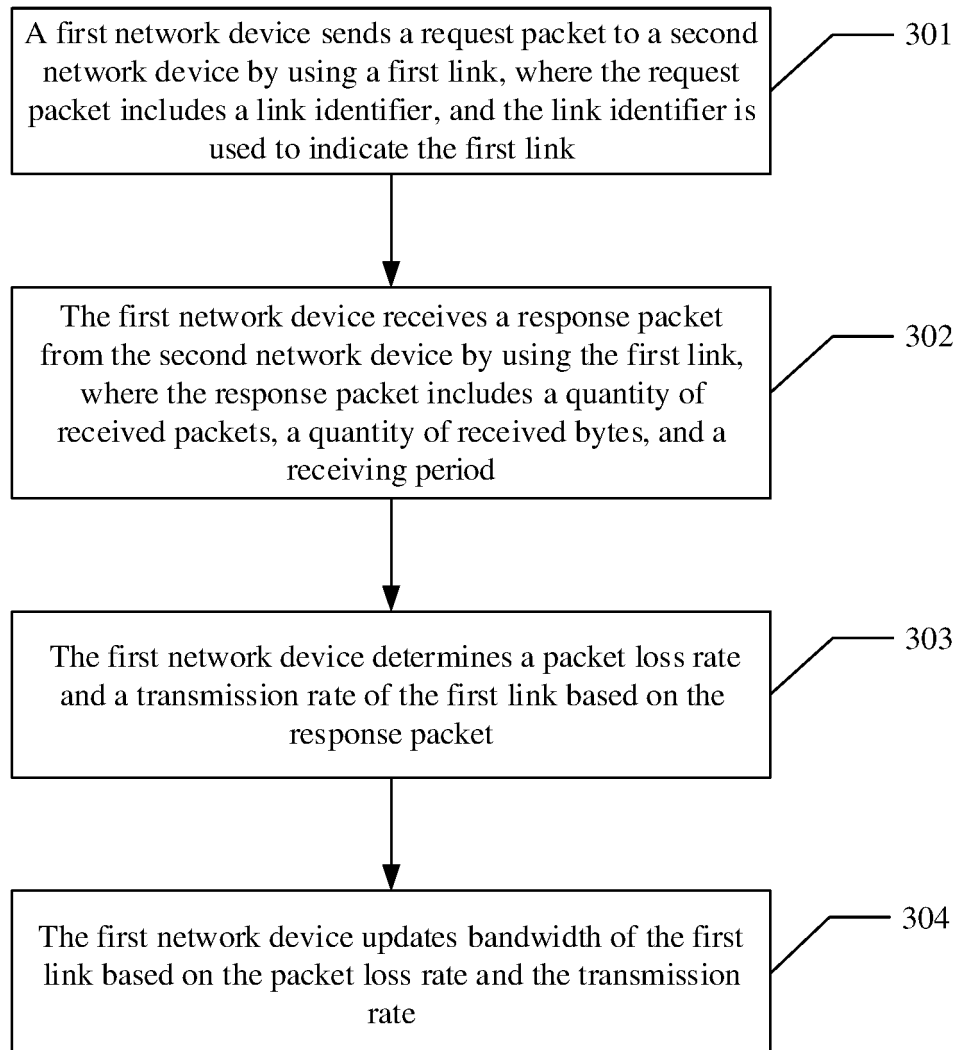 A first network device sends a request packet to a second
network device by using a first link, where the request
packet includes a link identifier, and the link identifier is
used to indicate the first link
301
The first network device receives a response packet
from the second network device by using the first link,
where the response packet includes a quantity of
received packets, a quantity of received bytes, and a
receiving period
302
The first network device determines a packet loss rate
and a transmission rate of the first link based on the
response packet
303
The first network device updates bandwidth of the first
link based on the packet loss rate and the transmission
rate
304